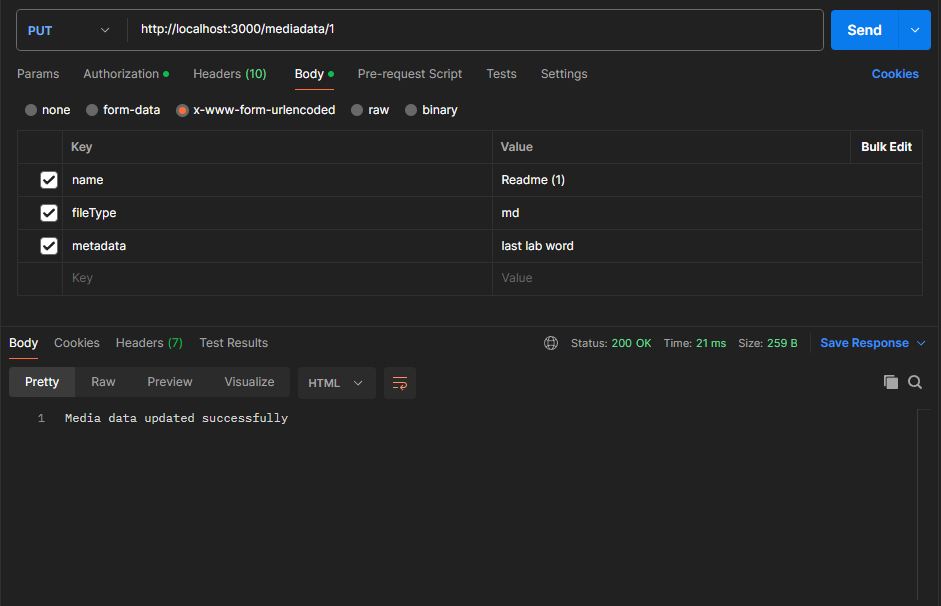 PUT http://localhost:3000/mediadata/1 Send
Params Authorization Headers (10) Body Pre-request Script Tests Settings Cookies
none form-data x-www-form-urlencoded raw binary
Key Value Bulk Edit
name Readme (1)
fileType md
metadata last lab word
Key Value
Body Cookies Headers (7) Test Results Status: 200 OK Time: 21 ms Size: 259 B Save Response
Pretty Raw Preview Visualize HTML
1 Media data updated successfully